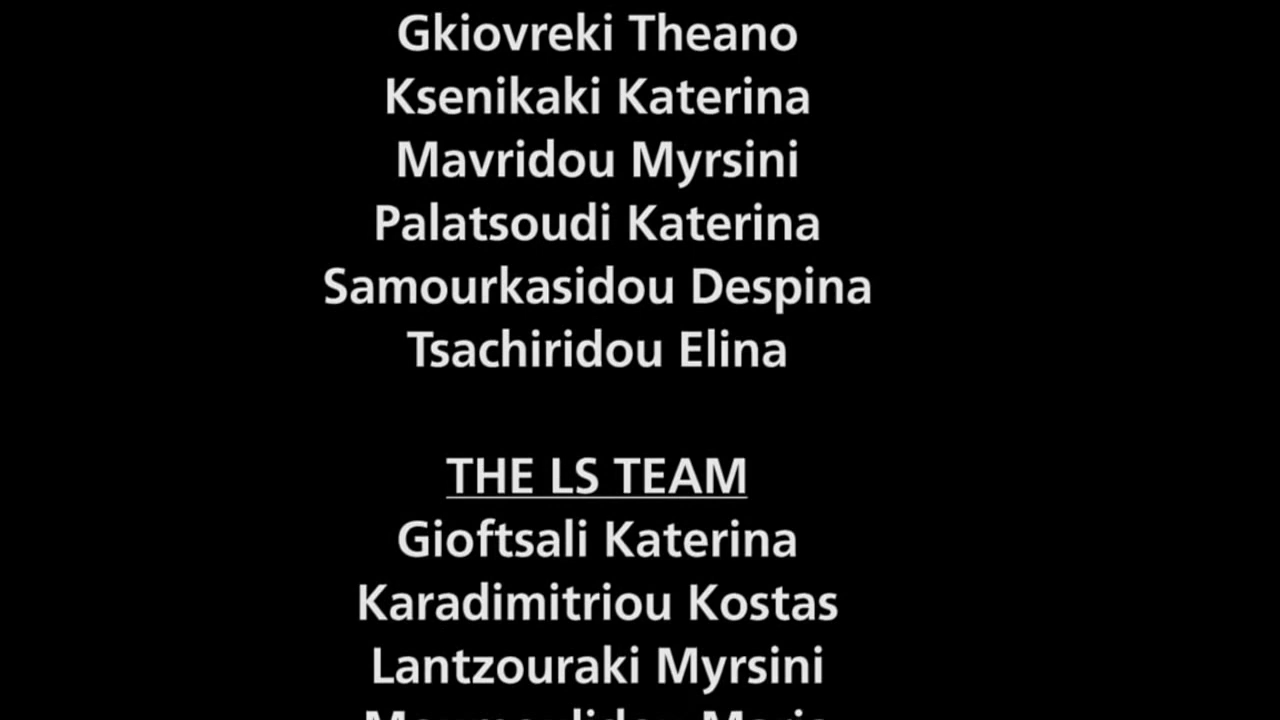 Gkiovreki Theano
Ksenikaki Katerina
Mavridou Myrsini
Palatsoudi Katerina
Samourkasidou Despina
Tsachiridou Elina
THE LS TEAM
Gioftsali Katerina
Karadimitriou Kostas
Lantzouraki Myrsini